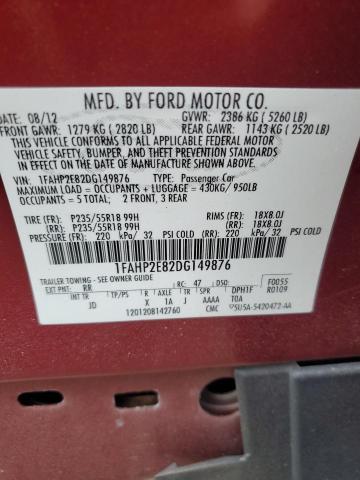 MFD. BY FORD MOTOR CO.
DATE: 08/12 GVWR: 2386 KG ( 5260 LB)
FRONT GAWR: 1279 KG ( 2820 LB) REAR GAWR: 1143 KG ( 2520 LB)
THIS VEHICLE CONFORMS TO ALL APPLICABLE FEDERAL MOTOR
VEHICLE SAFETY, BUMPER, AND THEFT PREVENTION STANDARDS
IN EFFECT ON THE DATE OF MANUFACTURE SHOWN ABOVE.
VIN: 1FAHP2E82DG149876 TYPE: Passenger Car
MAXIMUM LOAD = OCCUPANTS + LUGGAGE = 430KG/950LB
OCCUPANTS = 5 TOTAL: 2 FRONT, 3 REAR
TIRE (FR) P235/55R18 99H RIMS (FR) 18X8.0J
(RR) P235/55R18 99H (RR) 18X8.0J
PRESSURE (FR) 220 KPA/ 32 PSI COLD (RR) 220 KPA/ 32 PSI COLD
1FAHP2E82DG149876
TRAILER TOWING - SEE OWNER GUIDE
F0055
EXT PNT: RR RC: 47 DSO: R0109
INT TR TP/PS R AXLE TR SPR DPH1F
JD X 1A J AAAA T0A
1201208142760 CMC